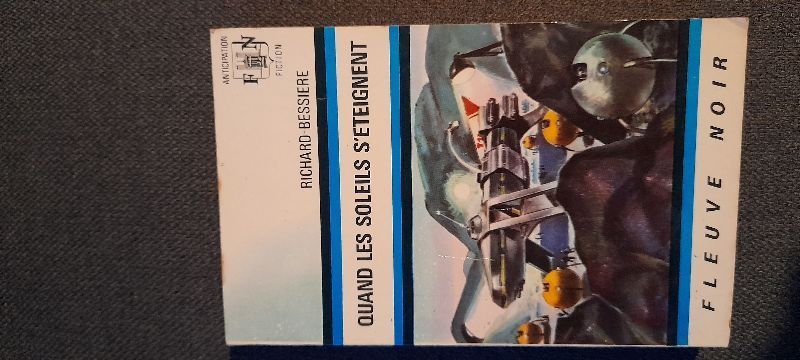 ANTICIPATION
FN
FICTION
RICHARD-BESSIERE
QUAND LES SOLEILS S'ETEIGNENT
FLEUVE NOIR